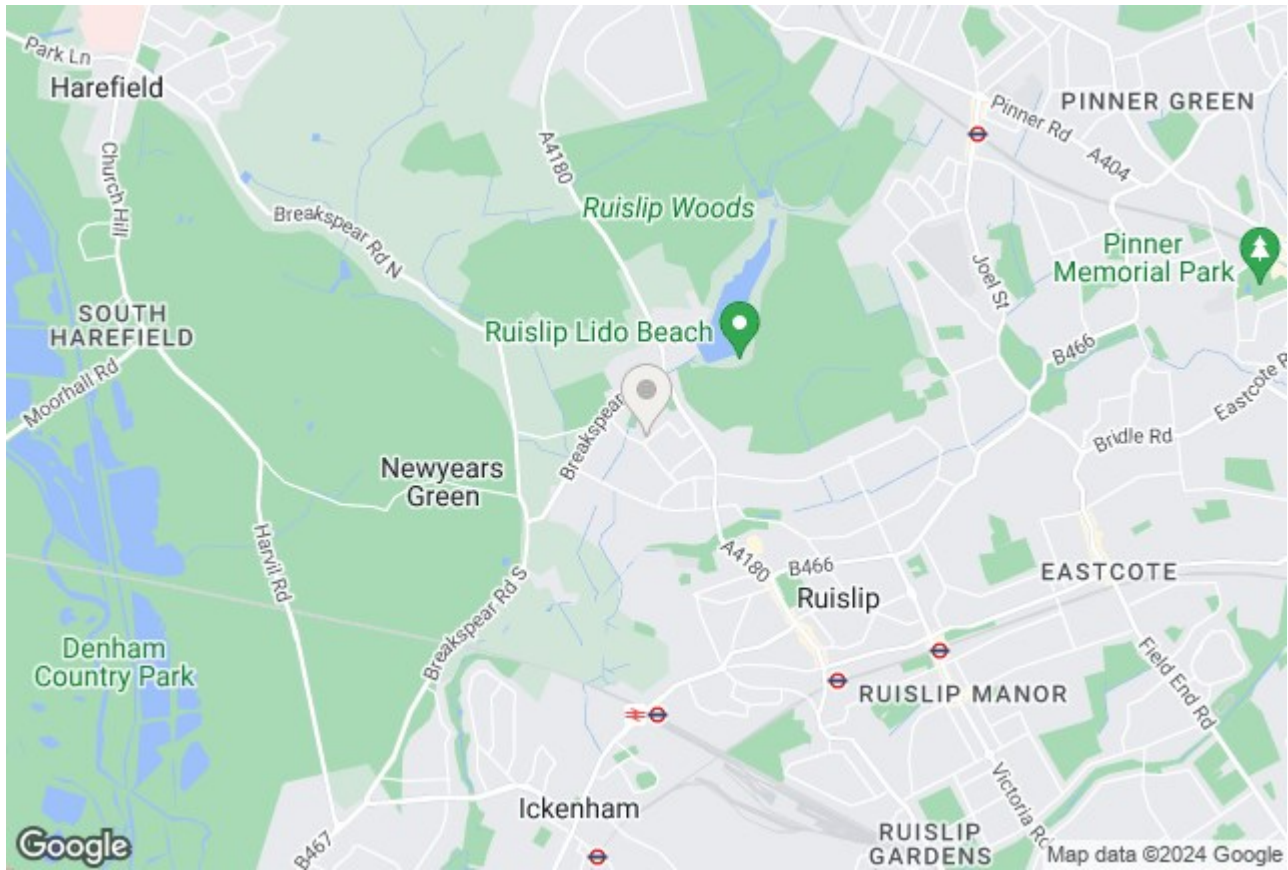 Park Ln
Harefield
PINNER GREEN
Pinner Rd
A404
A4180
Church Hill
Breakspear Rd N
Ruislip Woods
Pinner
Memorial Park
Joel St
SOUTH
HAREFIELD
Ruislip Lido Beach
B466
Moorhall Rd
Eastcote R
Breakspear
Bridle Rd
Newyears
Green
Harvil Rd
A4180
B466
EASTCOTE
Ruislip
Breakspear Rd S
Denham
Country Park
Field End Rd
RUISLIP MANOR
Victoria Rd
Ickenham
B467
RUISLIP
GARDENS
Google
Map data ©2024 Google